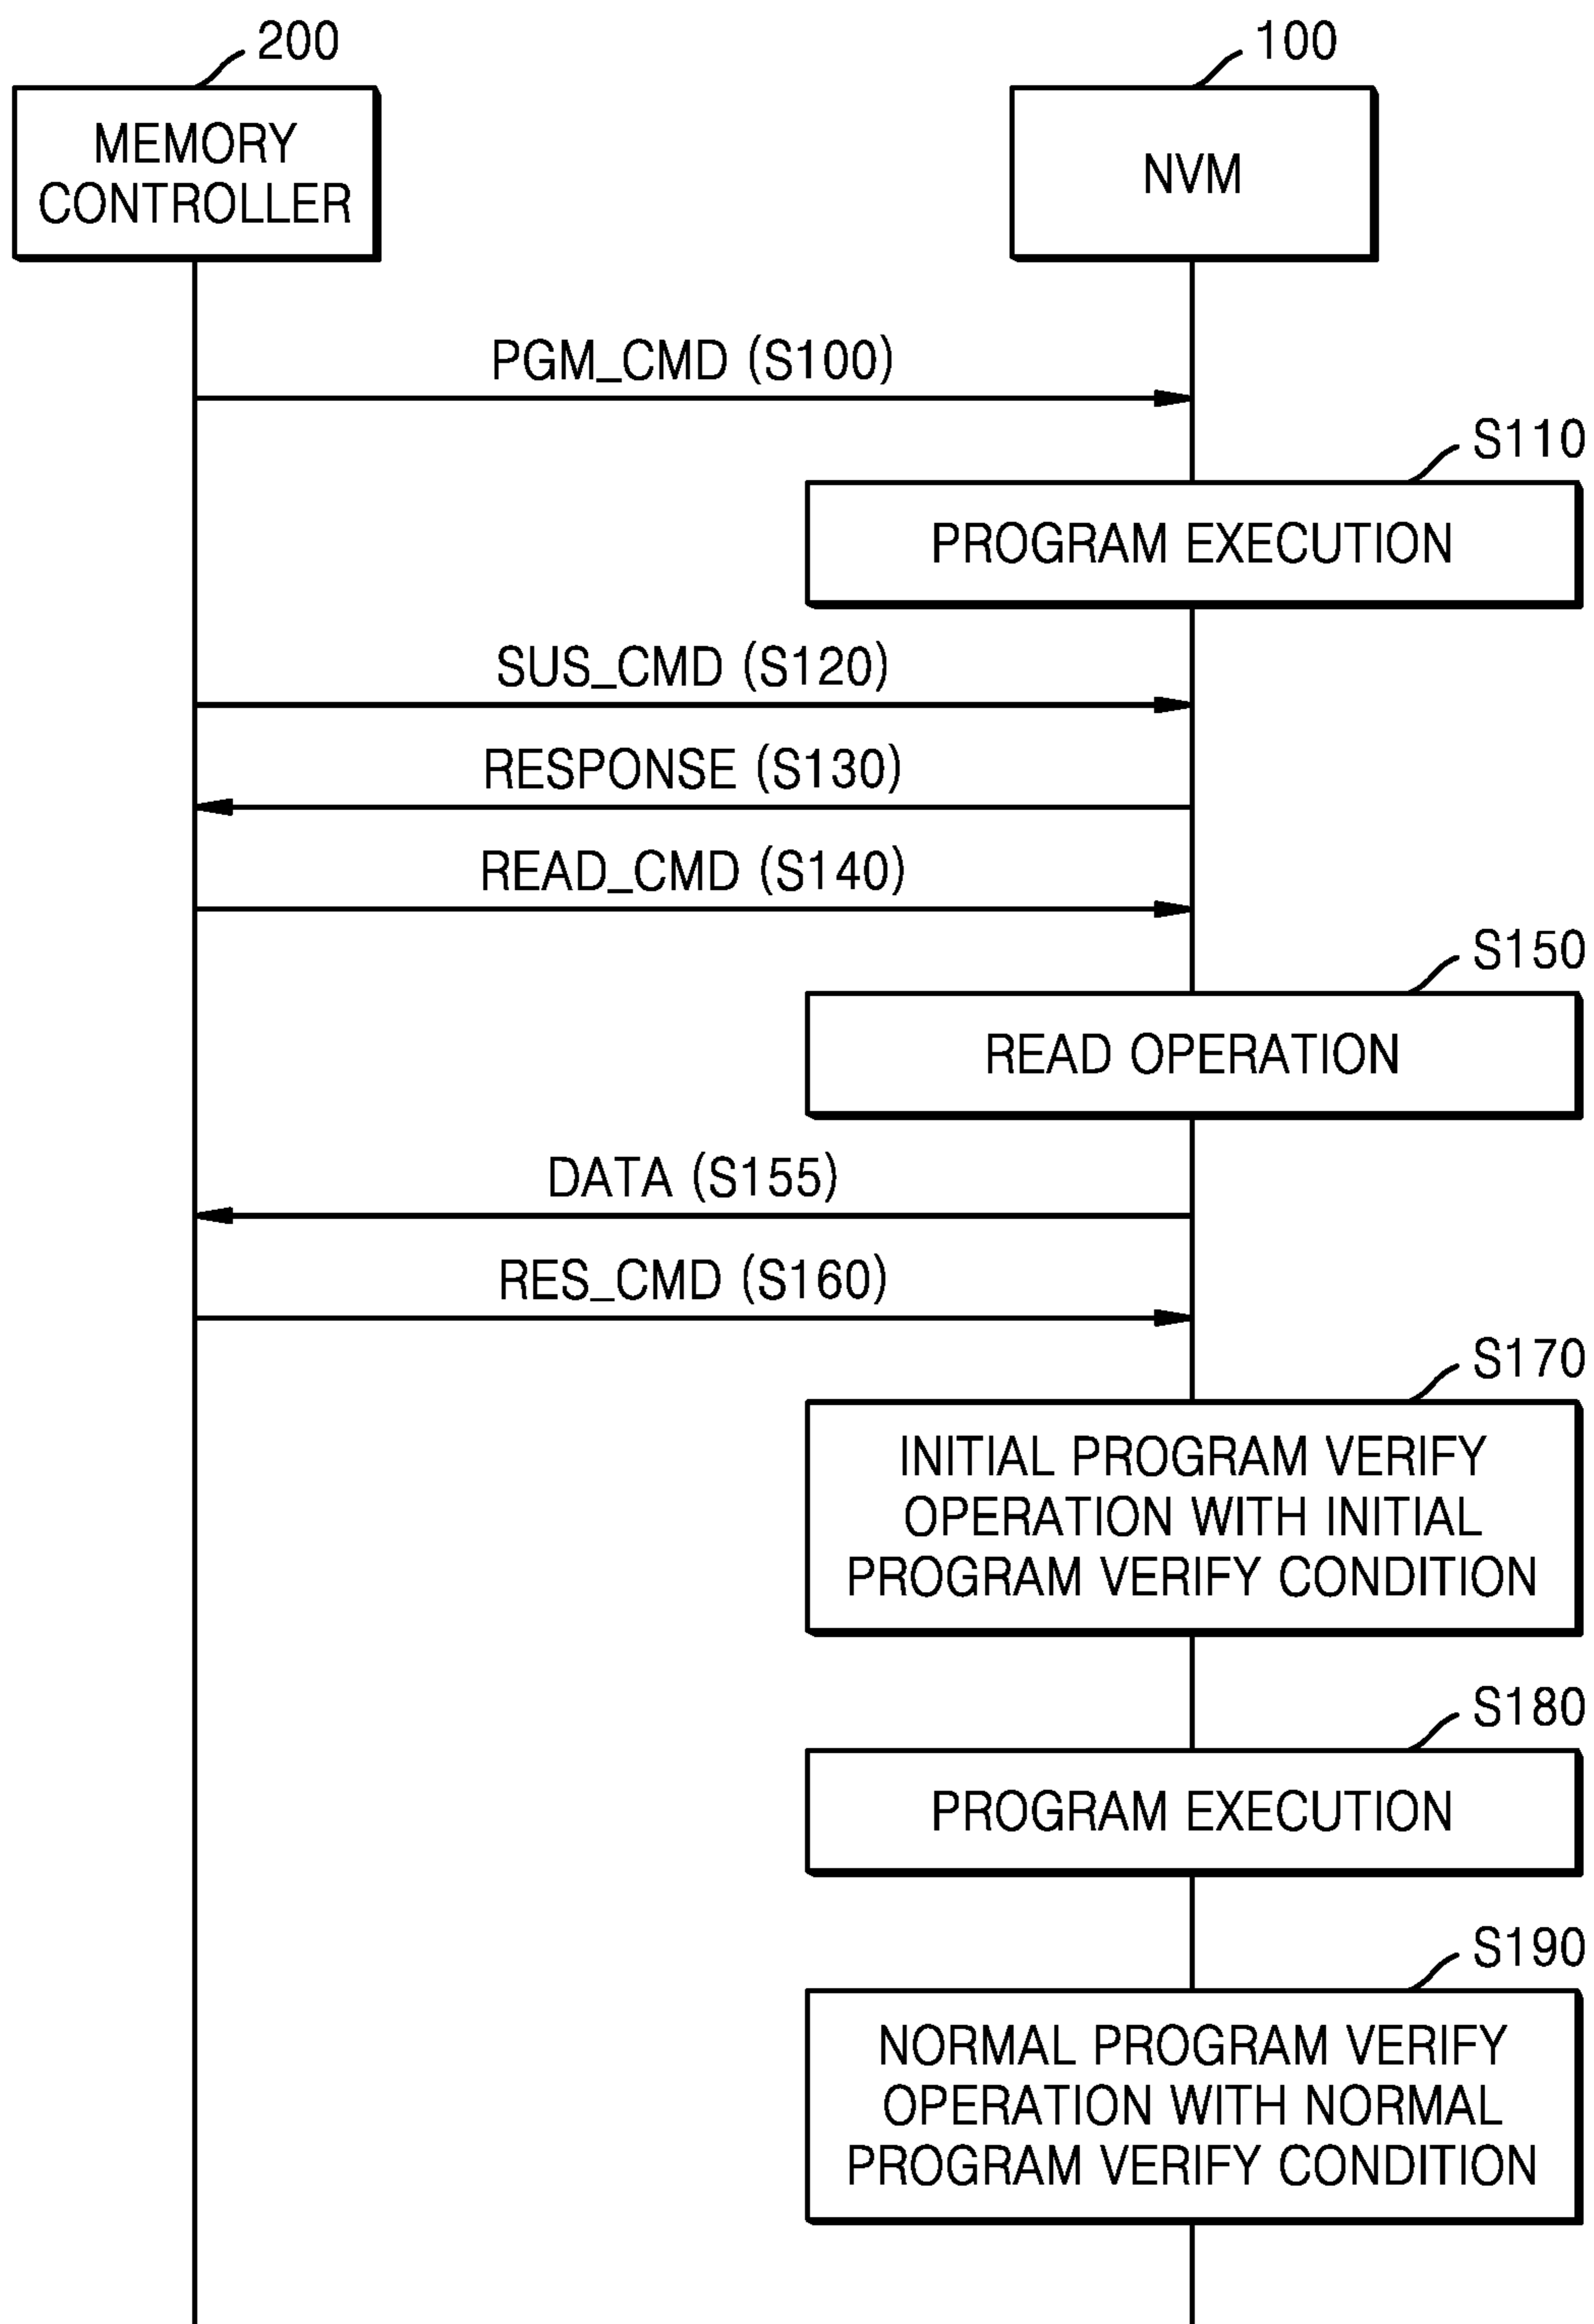 200
100
MEMORY
CONTROLLER
NVM
PGM_CMD (S100)
S110
PROGRAM EXECUTION
SUS_CMD (S120)
RESPONSE (S130)
READ_CMD (S140)
S150
READ OPERATION
DATA (S155)
RES_CMD (S160)
S170
INITIAL PROGRAM VERIFY
OPERATION WITH INITIAL
PROGRAM VERIFY CONDITION
S180
PROGRAM EXECUTION
S190
NORMAL PROGRAM VERIFY
OPERATION WITH NORMAL
PROGRAM VERIFY CONDITION